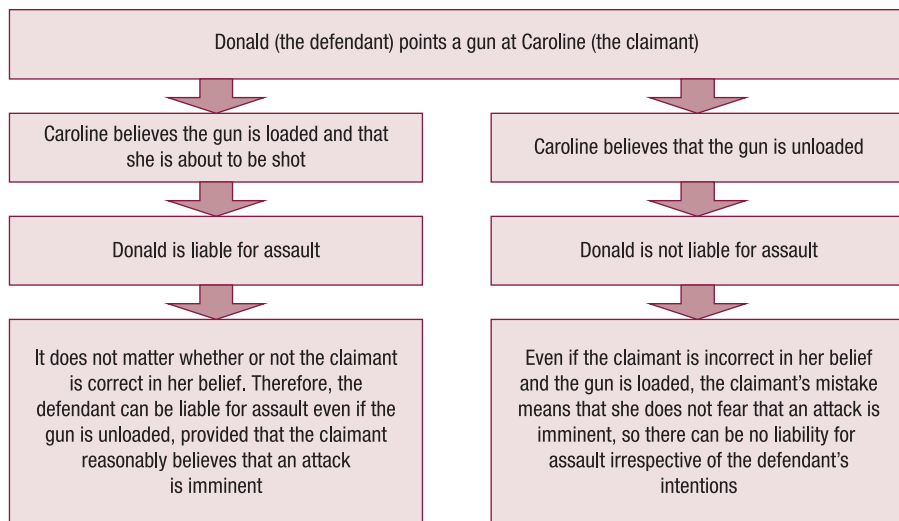 Donald (the defendant) points a gun at Caroline (the claimant)
Caroline believes the gun is loaded and that
she is about to be shot
Donald is liable for assault
It does not matter whether or not the claimant
is correct in her belief. Therefore, the
defendant can be liable for assault even if the
gun is unloaded, provided that the claimant
reasonably believes that an attack
is imminent
Caroline believes that the gun is unloaded
Donald is not liable for assault
Even if the claimant is incorrect in her belief
and the gun is loaded, the claimant's mistake
means that she does not fear that an attack is
imminent, so there can be no liability for
assault irrespective of the defendant's
intentions